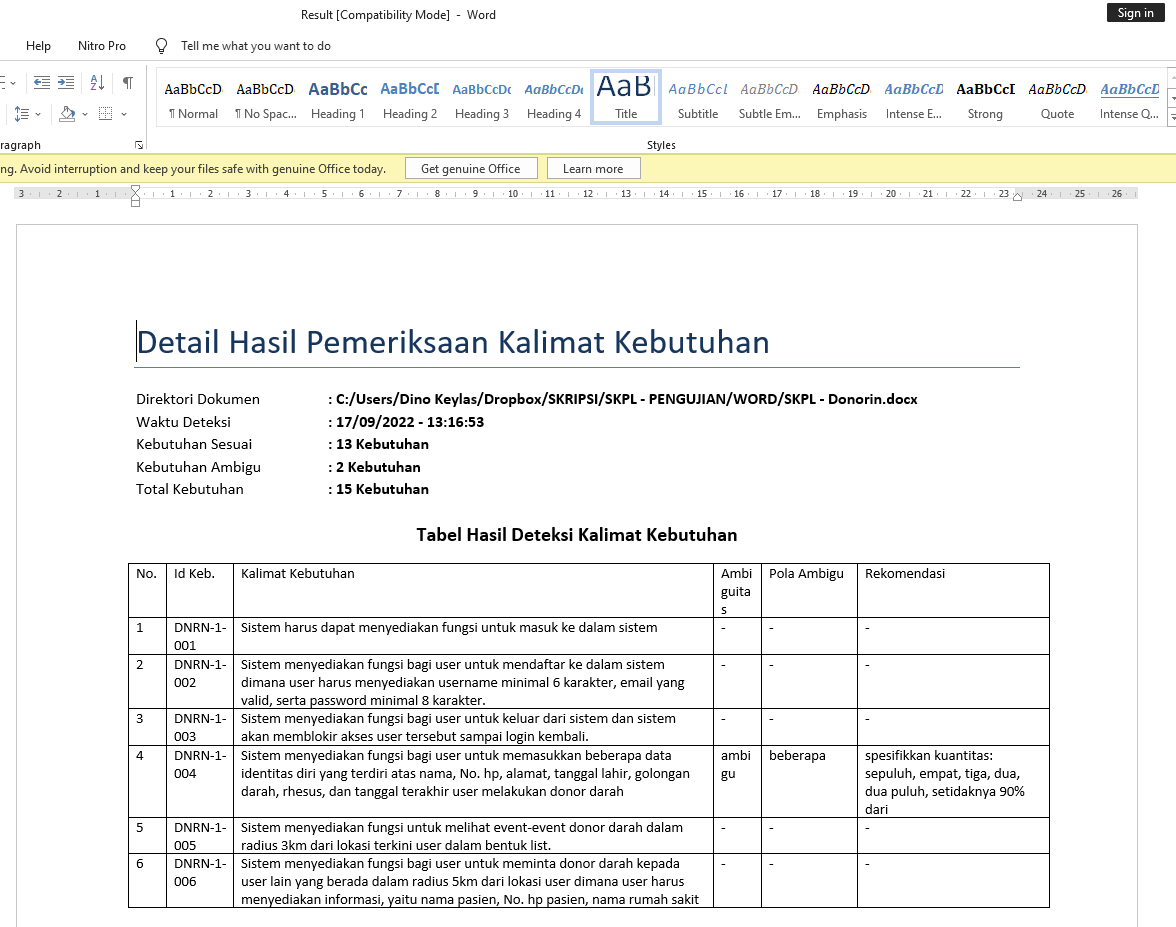 Result [Compatibility Mode] - Word
Sign in
Help Nitro Pro Tell me what you want to do
AaBbCcD AaBbCcD AaBbCc AaBbCcD AaBbCcDc AaBbCcDc AaB AaBbCcL AaBbCcD AaBbCcD AaBbCcD AaBbCcD AaBbCcD AaBbCcD
¶ Normal ¶ No Spac... Heading 1 Heading 2 Heading 3 Heading 4 Title Subtitle Subtle Em... Emphasis Intense E... Strong Quote Intense Q...
ragraph Styles
ng. Avoid interruption and keep your files safe with genuine Office today. Get genuine Office Learn more
3 2 1 1 2 3 4 5 6 7 8 9 10 11 12 13 14 15 16 17 18 19 20 21 22 23 24 25 26
Detail Hasil Pemeriksaan Kalimat Kebutuhan
Direktori Dokumen : C:/Users/Dino Keylas/Dropbox/SKRIPSI/SKPL - PENGUJIAN/WORD/SKPL - Donorin.docx
Waktu Deteksi : 17/09/2022 - 13:16:53
Kebutuhan Sesuai : 13 Kebutuhan
Kebutuhan Ambigu : 2 Kebutuhan
Total Kebutuhan : 15 Kebutuhan
Tabel Hasil Deteksi Kalimat Kebutuhan
No. Id Keb. Kalimat Kebutuhan Ambi Pola Ambigu Rekomendasi
guita
s
1 DNRN-1- Sistem harus dapat menyediakan fungsi untuk masuk ke dalam sistem - - -
001
2 DNRN-1- Sistem menyediakan fungsi bagi user untuk mendaftar ke dalam sistem - - -
002 dimana user harus menyediakan username minimal 6 karakter, email yang
valid, serta password minimal 8 karakter.
3 DNRN-1- Sistem menyediakan fungsi bagi user untuk keluar dari sistem dan sistem - - -
003 akan memblokir akses user tersebut sampai login kembali.
4 DNRN-1- Sistem menyediakan fungsi bagi user untuk memasukkan beberapa data ambi beberapa spesifikkan kuantitas:
004 identitas diri yang terdiri atas nama, No. hp, alamat, tanggal lahir, golongan gu sepuluh, empat, tiga, dua,
darah, rhesus, dan tanggal terakhir user melakukan donor darah dua puluh, setidaknya 90%
dari
5 DNRN-1- Sistem menyediakan fungsi untuk melihat event-event donor darah dalam - - -
005 radius 3km dari lokasi terkini user dalam bentuk list.
6 DNRN-1- Sistem menyediakan fungsi bagi user untuk meminta donor darah kepada - - -
006 user lain yang berada dalam radius 5km dari lokasi user dimana user harus
menyediakan informasi, yaitu nama pasien, No. hp pasien, nama rumah sakit